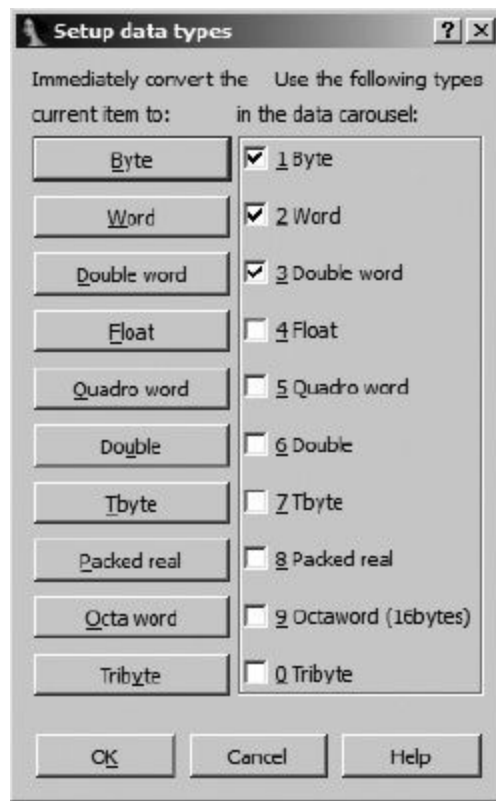 Setup data types
Immediately convert the Use the following types
current item to: in the data carousel:
Byte 1 Byte
Word 2 Word
Double word 3 Double word
Float 4 Float
Quadro word 5 Quadro word
Double 6 Double
Tbyte 7 Tbyte
Packed real 8 Packed real
Octa word 9 Octaword (16bytes)
Tribyte 0 Tribyte
OK Cancel Help